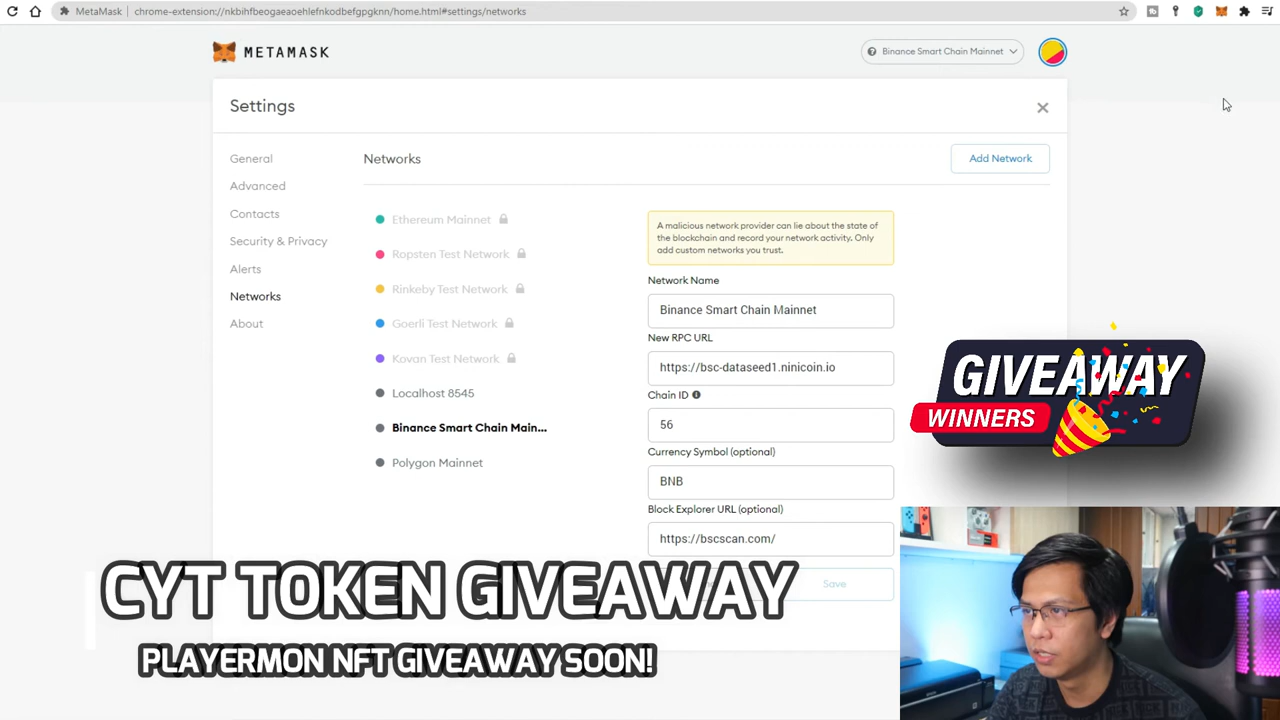 MetaMask | chrome-extension://nkbihfbeogaeaoehlefnkodbefgpgknn/home.html#settings/networks
METAMASK
Binance Smart Chain Mainnet
Settings
General
Advanced
Contacts
Security & Privacy
Alerts
Networks
About
Networks
Add Network
Ethereum Mainnet
Ropsten Test Network
Rinkeby Test Network
Goerli Test Network
Kovan Test Network
Localhost 8545
Binance Smart Chain Main...
Polygon Mainnet
A malicious network provider can lie about the state of
the blockchain and record your network activity. Only
add custom networks you trust.
Network Name
Binance Smart Chain Mainnet
New RPC URL
https://bsc-dataseed1.ninicoin.io
Chain ID
56
Currency Symbol (optional)
BNB
Block Explorer URL (optional)
https://bscscan.com/
Save
GIVEAWAY
WINNERS
CYT TOKEN GIVEAWAY
PLAYERMON NFT GIVEAWAY SOON!